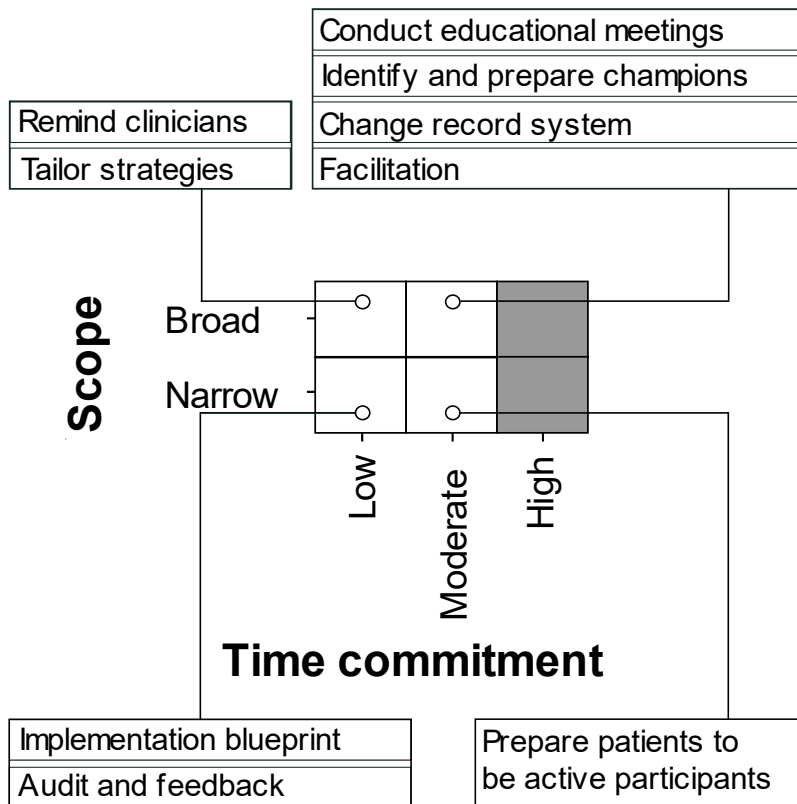 Conduct educational meetings
Identify and prepare champions
Change record system
Facilitation
Remind clinicians
Tailor strategies
Scope
Broad
Narrow
Low
Moderate
High
Time commitment
Implementation blueprint
Audit and feedback
Prepare patients to
be active participants